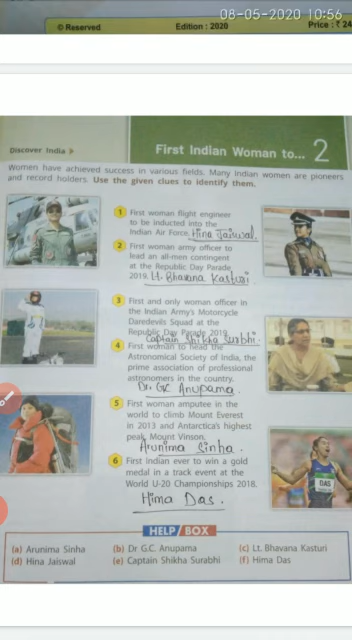 08-05-2020 10:56
© Reserved Edition : 2020 Price : ₹ 24
Discover India
First Indian Woman to... 2
Women have achieved success in various fields. Many Indian women are pioneers
and record holders. Use the given clues to identify them.
1 First woman flight engineer
to be inducted into the
Indian Air Force. Hina Jaiswal.
2 First woman army officer to
lead an all-men contingent
at the Republic Day Parade
2019. Lt. Bhavana Kasturi
3 First and only woman officer in
the Indian Army's Motorcycle
Daredevils Squad at the
Republic Day Parade 2019.
Captain Shikha Surbhi.
4 First woman to head the
Astronomical Society of India, the
prime association of professional
astronomers in the country.
Dr. GC Anupama.
5 First woman amputee in the
world to climb Mount Everest
in 2013 and Antarctica's highest
peak, Mount Vinson.
Arunima Sinha.
6 First Indian ever to win a gold
medal in a track event at the
World U-20 Championships 2018.
Hima Das.
DAS
HELP BOX
(a) Arunima Sinha (b) Dr G.C. Anupama (c) Lt. Bhavana Kasturi
(d) Hina Jaiswal (e) Captain Shikha Surabhi (f) Hima Das